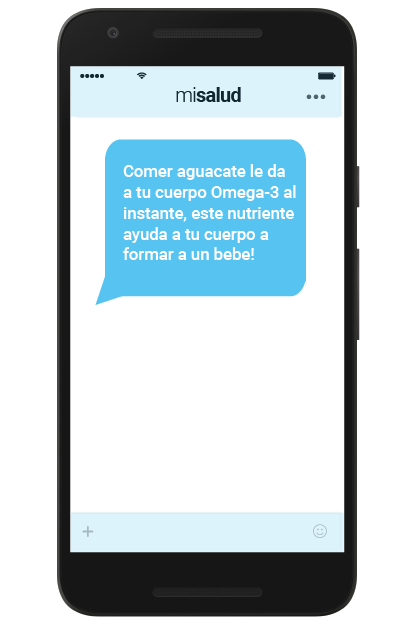 misalud
Comer aguacate le da
a tu cuerpo Omega-3 al
instante, este nutriente
ayuda a tu cuerpo a
formar a un bebe!